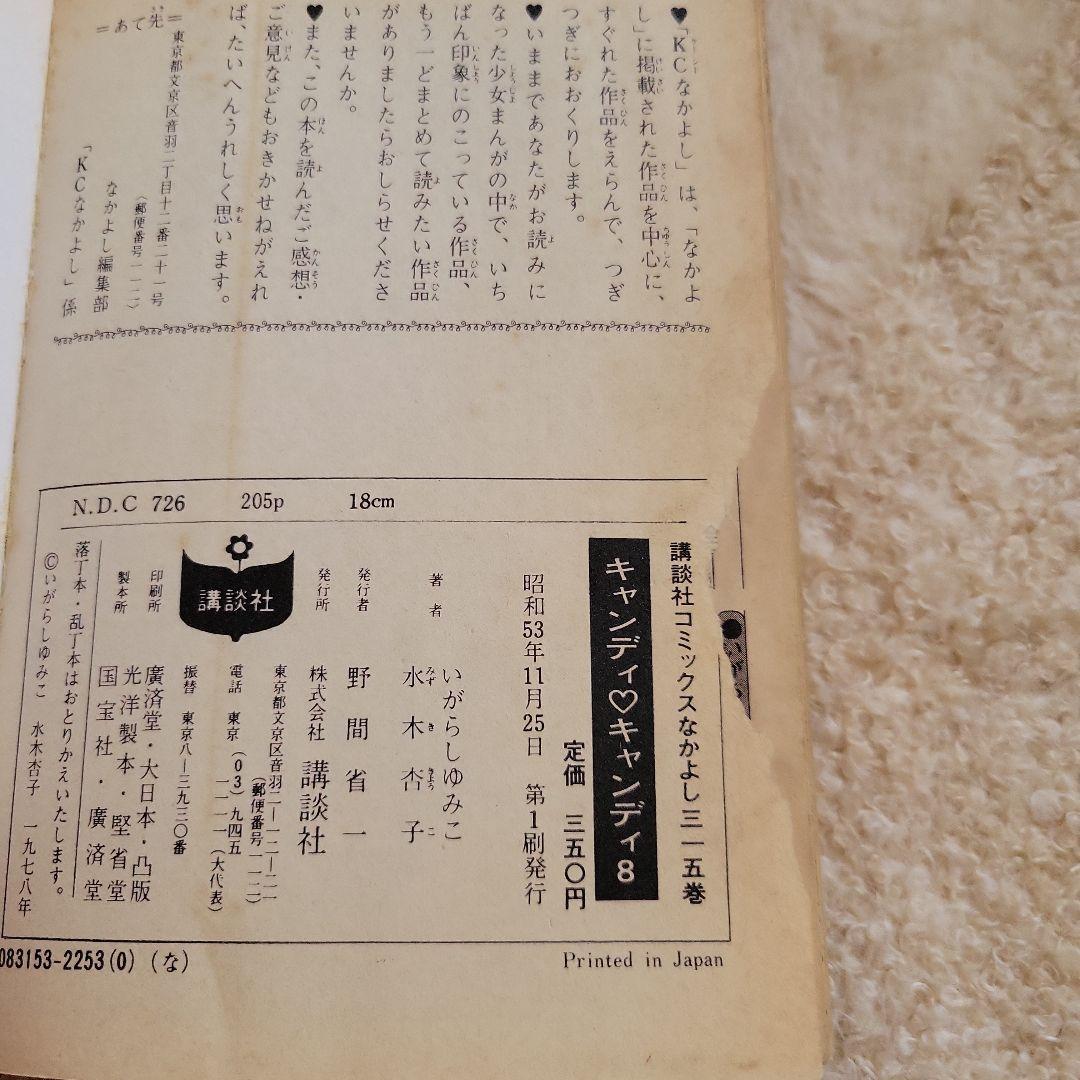 ♥「KCなかよし」は、「なかよ
し」に掲載された作品を中心に、
すぐれた作品をえらんで、つぎ
つぎにおおくりします。
♥いままであなたがお読みに
なった少女まんがの中で、いち
ばん印象にのこっている作品、
もう一どまとめて読みたい作品
がありましたらおしらせくださ
いませんか。
♥また、この本を読んだご感想・
ご意見などもおきかせねがえれ
ば、たいへんうれしく思います。
=あて先=
東京都文京区音羽二丁目十二番二十一号
(郵便番号一一二)
なかよし編集部
「KCなかよし」係
N.D.C 726 205p 18cm
講談社コミックスなかよし三一五巻
キャンディ♡キャンディ8
定価 三五〇円
昭和53年11月25日 第1刷発行
著者
いがらしゆみこ
水木杏子
発行者 野間省一
発行所 株式会社 講談社
東京都文京区音羽二―一二―二一
(郵便番号一一二)
電話 東京(03)九四五
一一一一(大代表)
振替 東京八―三九三〇番
講談社
印刷所 廣済堂・大日本・凸版
製本所 光洋製本・堅省堂
国宝社・廣済堂
落丁本・乱丁本はおとりかえいたします。
©いがらしゆみこ 水木杏子 一九七八年
083153-2253(0)(な)
Printed in Japan